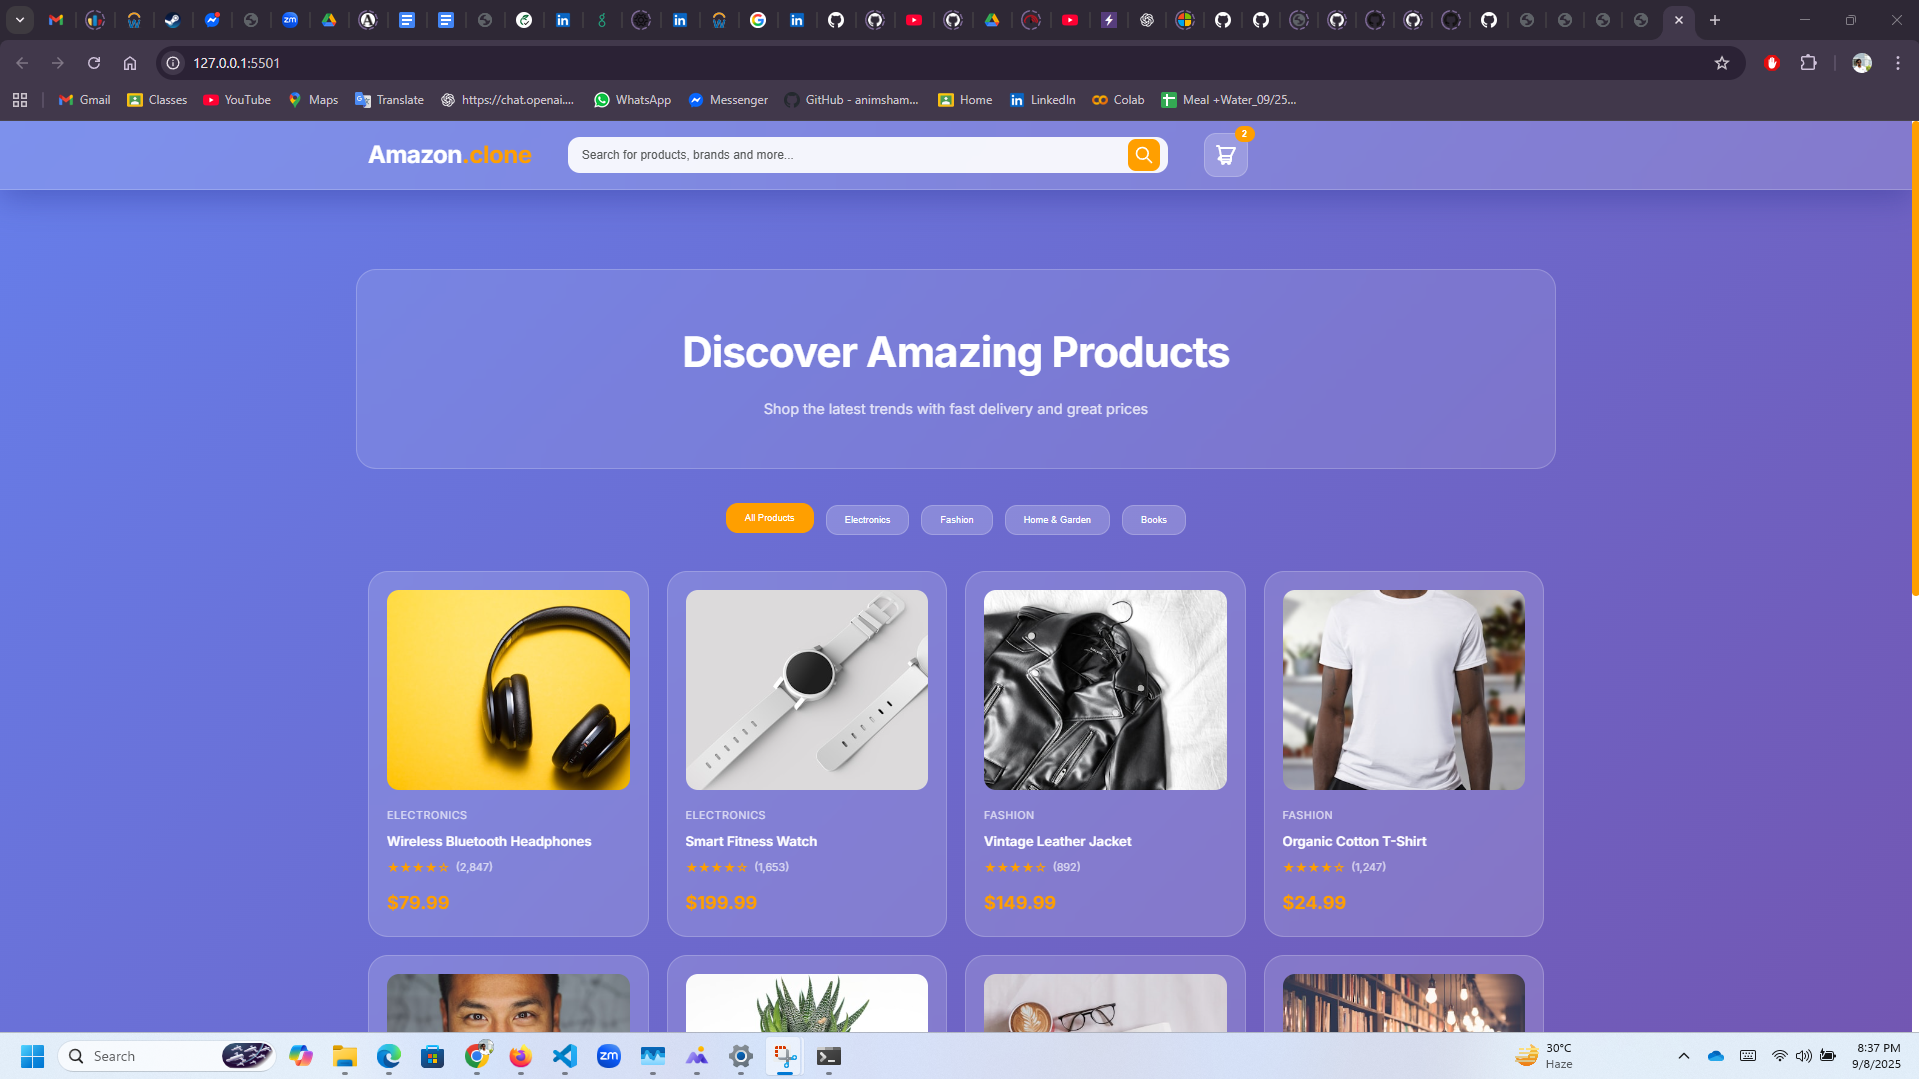 127.0.0.1:5501
Gmail
Classes
YouTube
Maps
Translate
https://chat.openai....
WhatsApp
Messenger
GitHub - animsham...
Home
LinkedIn
Colab
Meal +Water_09/25...
Amazon.clone
Search for products, brands and more...
2
Discover Amazing Products
Shop the latest trends with fast delivery and great prices
All Products
Electronics
Fashion
Home & Garden
Books
ELECTRONICS
Wireless Bluetooth Headphones
★★★★☆ (2,847)
$79.99
ELECTRONICS
Smart Fitness Watch
★★★★☆ (1,653)
$199.99
FASHION
Vintage Leather Jacket
★★★★☆ (892)
$149.99
FASHION
Organic Cotton T-Shirt
★★★★☆ (1,247)
$24.99
Search
30°C
Haze
8:37 PM
9/8/2025